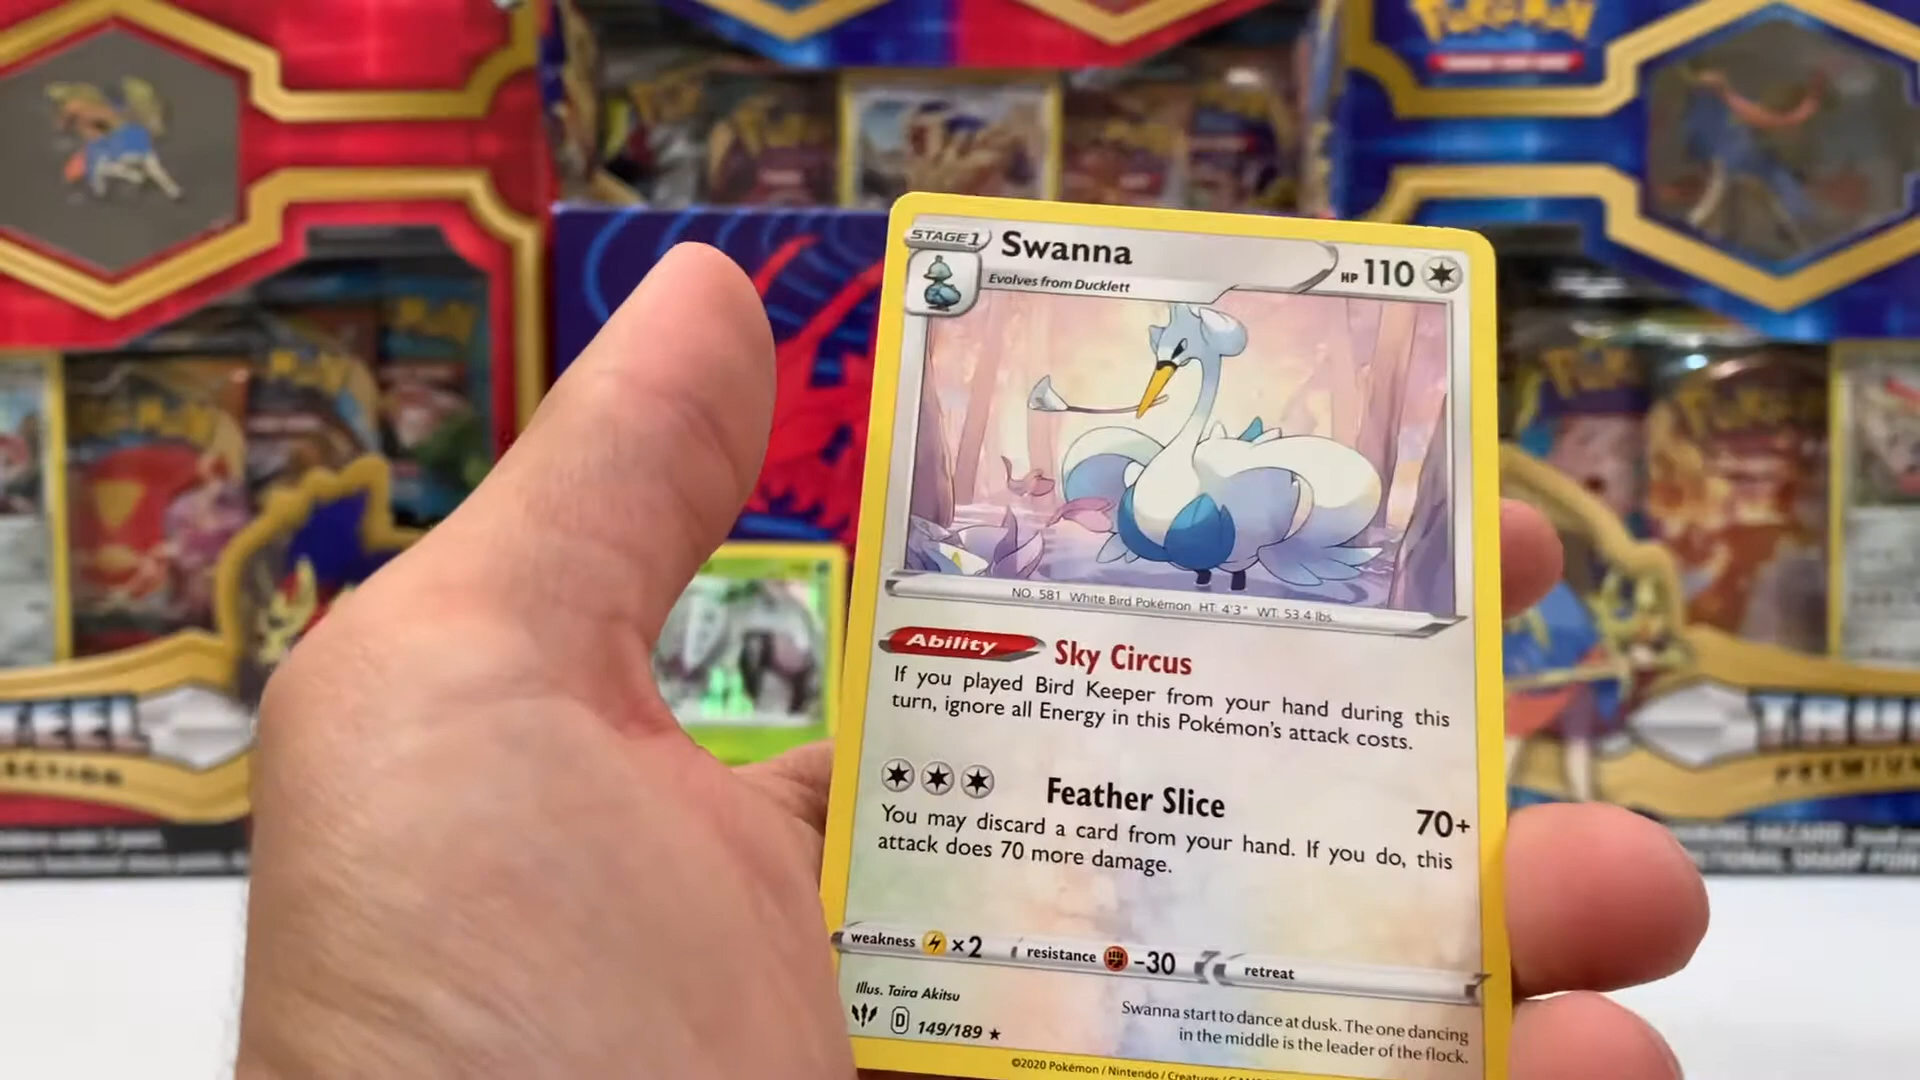 Pokémon
STAGE 1
Swanna
HP 110
Evolves from Ducklett
NO. 581 White Bird Pokémon HT: 4'3" WT: 53.4 lbs.
Ability Sky Circus
If you played Bird Keeper from your hand during this
turn, ignore all Energy in this Pokémon's attack costs.
Feather Slice 70+
You may discard a card from your hand. If you do, this
attack does 70 more damage.
weakness ×2 resistance -30 retreat
Illus. Taira Akitsu
D 149/189 ★
Swanna start to dance at dusk. The one dancing
in the middle is the leader of the flock.
©2020 Pokémon / Nintendo / Creatures
TEEL
ECTION
PREMIUM